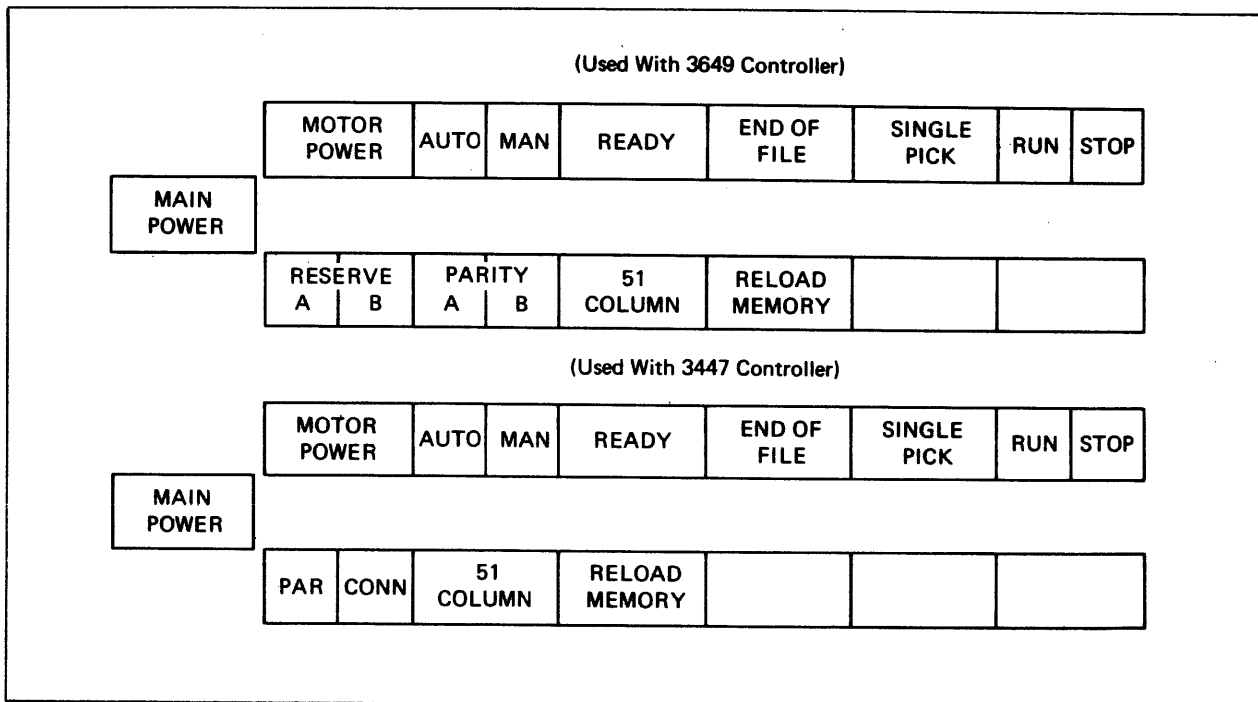 (Used With 3649 Controller)
MOTOR POWER AUTO MAN READY END OF FILE SINGLE PICK RUN STOP
MAIN POWER
RESERVE A B PARITY A B 51 COLUMN RELOAD MEMORY
(Used With 3447 Controller)
MOTOR POWER AUTO MAN READY END OF FILE SINGLE PICK RUN STOP
MAIN POWER
PAR CONN 51 COLUMN RELOAD MEMORY